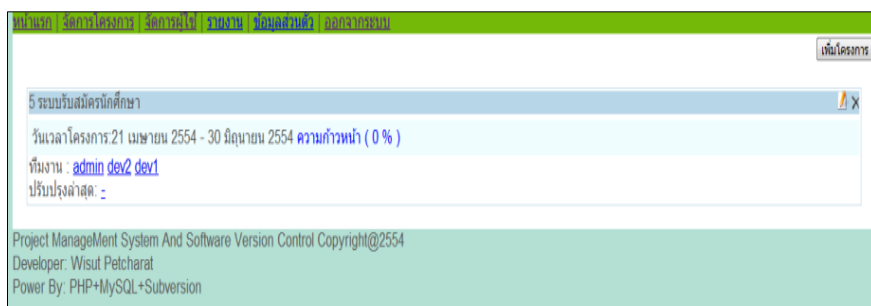 หน้าแรก | จัดการโครงการ | จัดการผู้ใช้ | รายงาน | ข้อมูลส่วนตัว | ออกจากระบบ
เพิ่มโครงการ
5 ระบบรับสมัครนักศึกษา
วันเวลาโครงการ:21 เมษายน 2554 - 30 มิถุนายน 2554 ความก้าวหน้า ( 0 % )
ทีมงาน : admin dev2 dev1
ปรับปรุงล่าสุด: -
Project ManageMent System And Software Version Control Copyright@2554
Developer: Wisut Petcharat
Power By: PHP+MySQL+Subversion